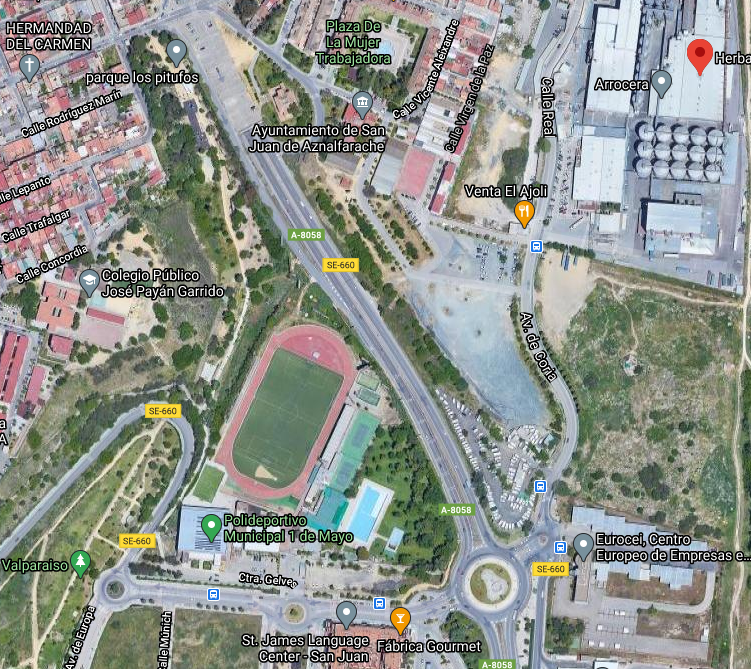 HERMANDAD
DEL CARMEN
parque los pitufos
Plaza De
La Mujer
Trabajadora
Calle Vicente Aleixandre
Calle Virgen de la Paz
Calle Real
Arrocera
Herba
Calle Rodríguez Marín
Ayuntamiento de San
Juan de Aznalfarache
Lepanto
Calle Trafalgar
Calle Concordia
Venta El Ajoli
A-8058
SE-660
Colegio Público
José Payán Garrido
Av. de Coria
SE-660
A-8058
Polideportivo
Municipal 1 de Mayo
SE-660
Valparaiso
Eurocei, Centro
Europeo de Empresas e...
SE-660
Ctra. Gelves
Av. de Europa
Calle Múnich
St. James Language
Center - San Juan
Fábrica Gourmet
A-8058